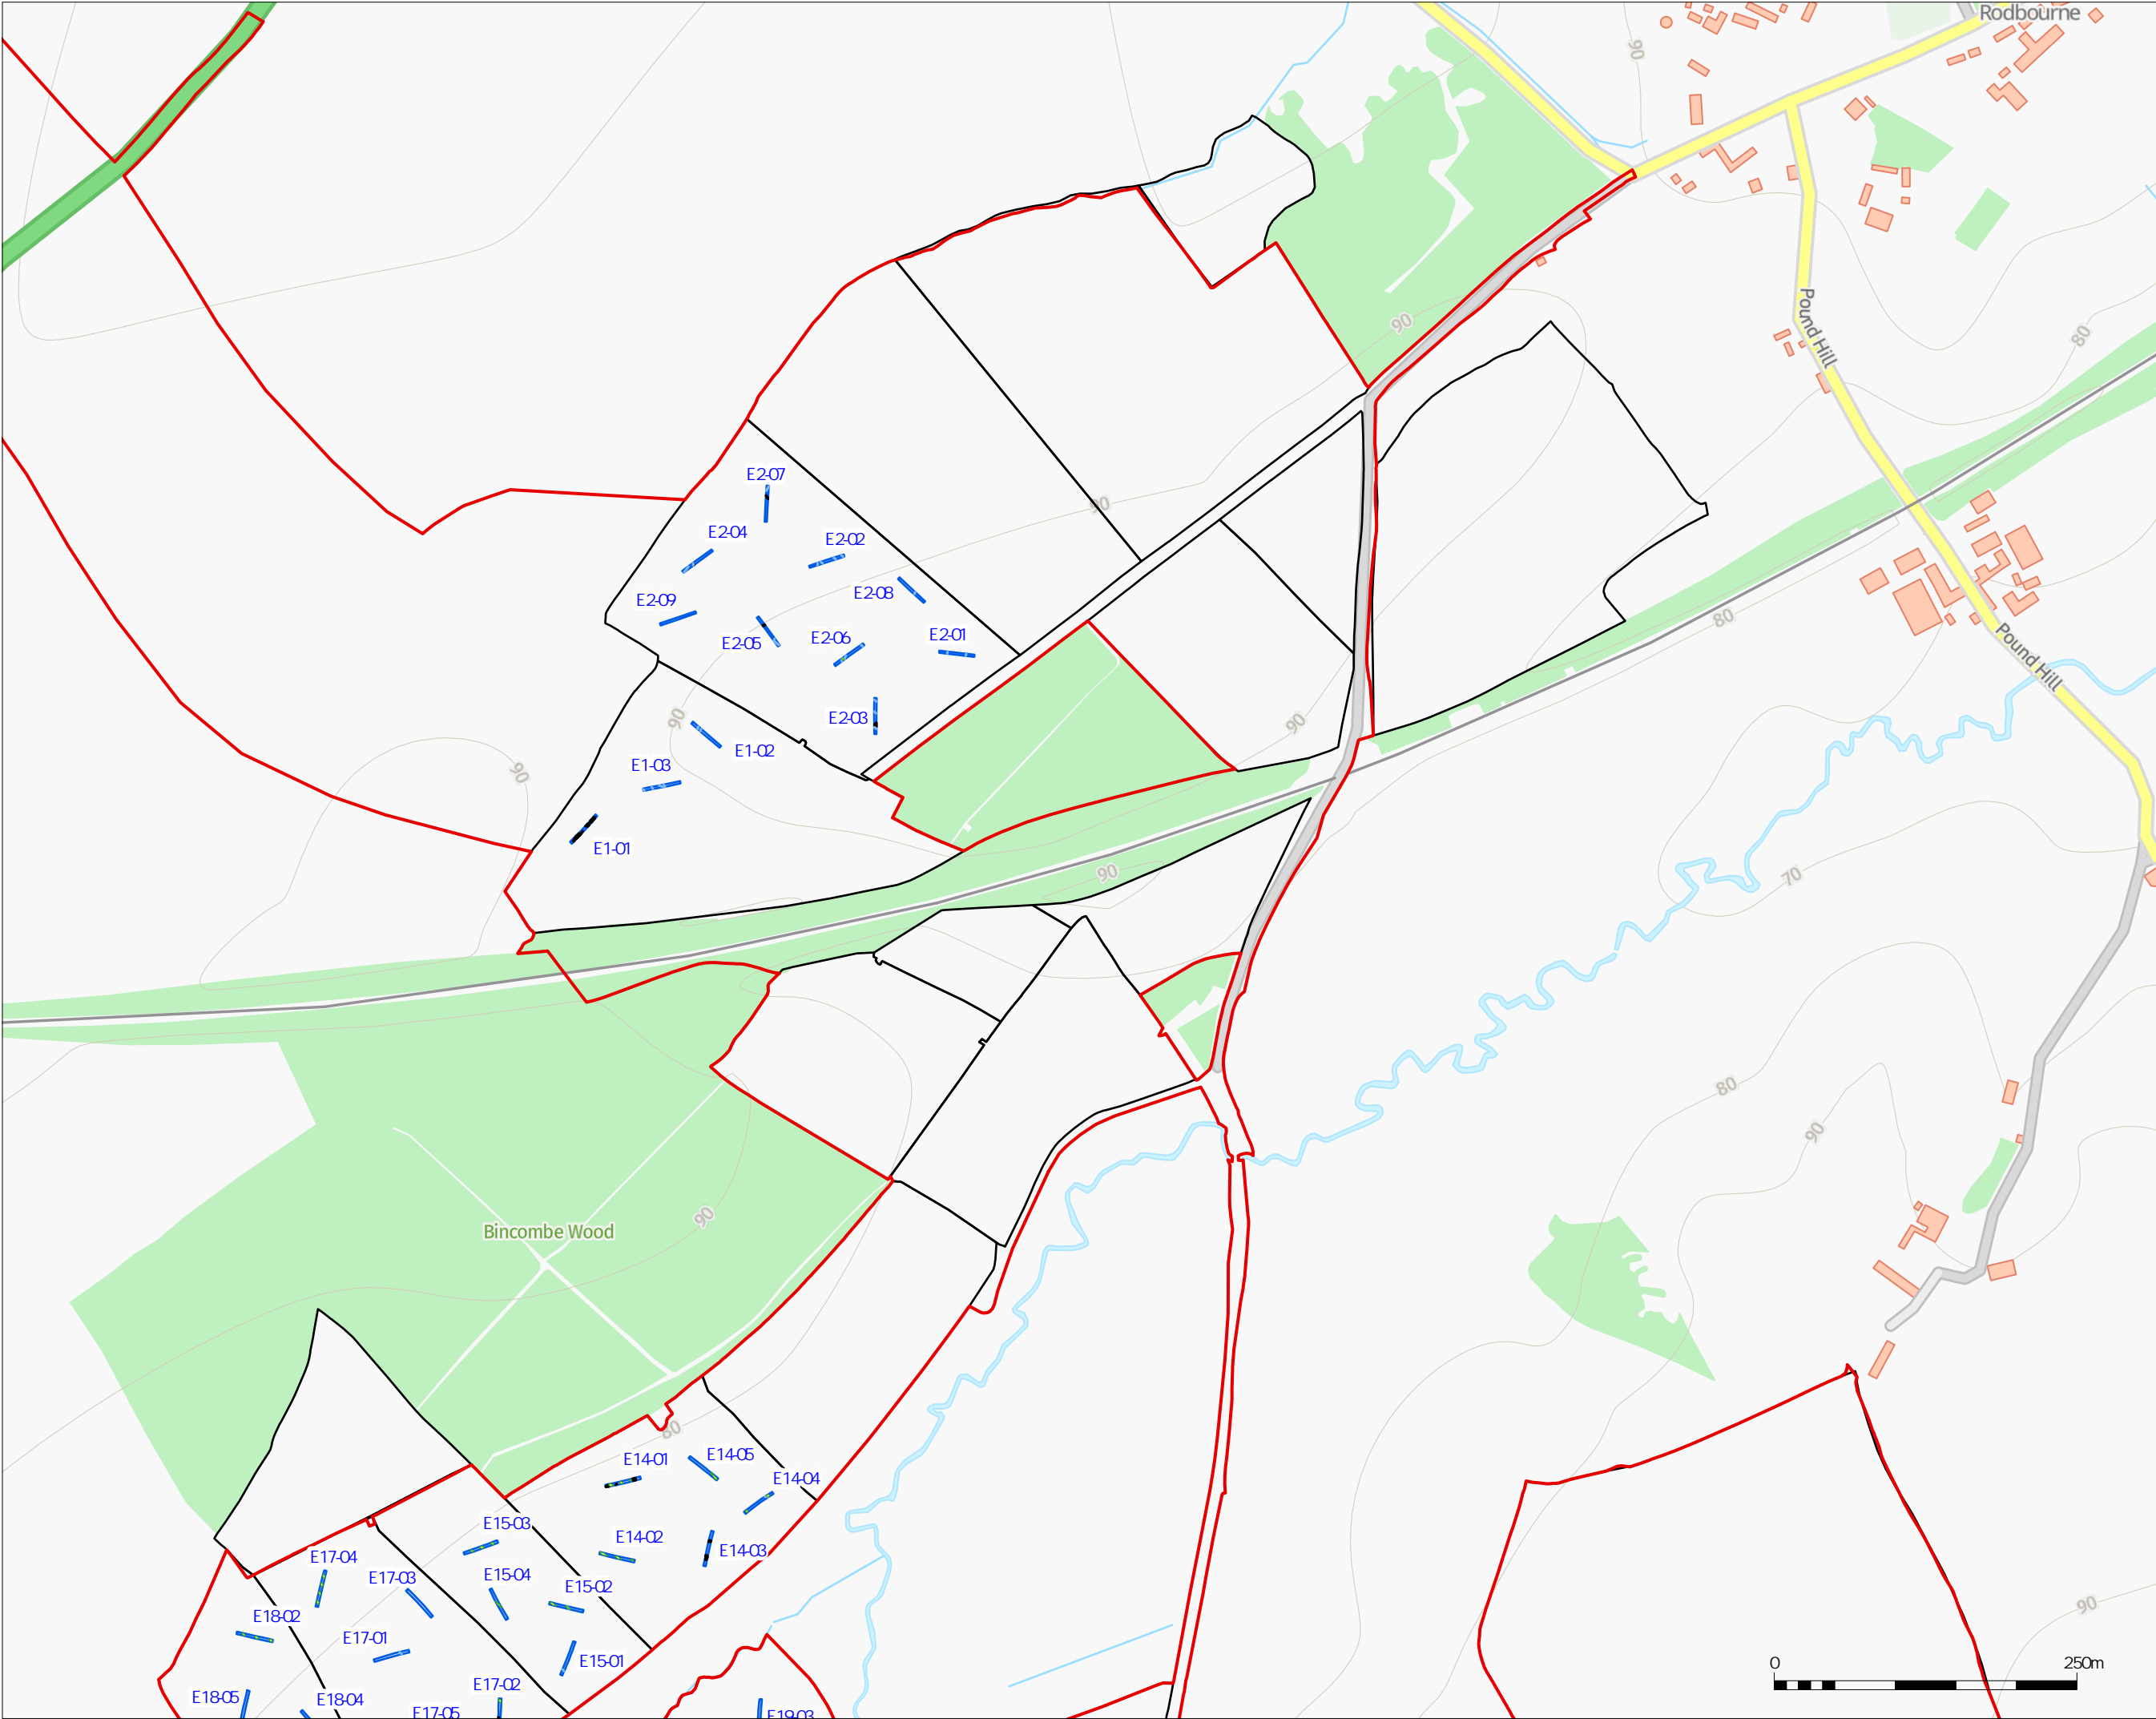 Rodbourne
90
90
80
Pound Hill
E2-07
90
E2-04
E2-02
E2-08
E2-09
80
E2-06
E2-01
E2-05
Pound Hill
90
E2-03
90
E1-02
E1-03
90
E1-01
90
70
80
90
90
Bincombe Wood
80
E14-01
E14-05
E14-04
E15-03
E14-02
E14-03
E17-04
E17-03
E15-04
E15-02
90
E18-02
E17-01
E15-01
0
250m
E17-02
E18-05
E18-04
E17-05
E19-03